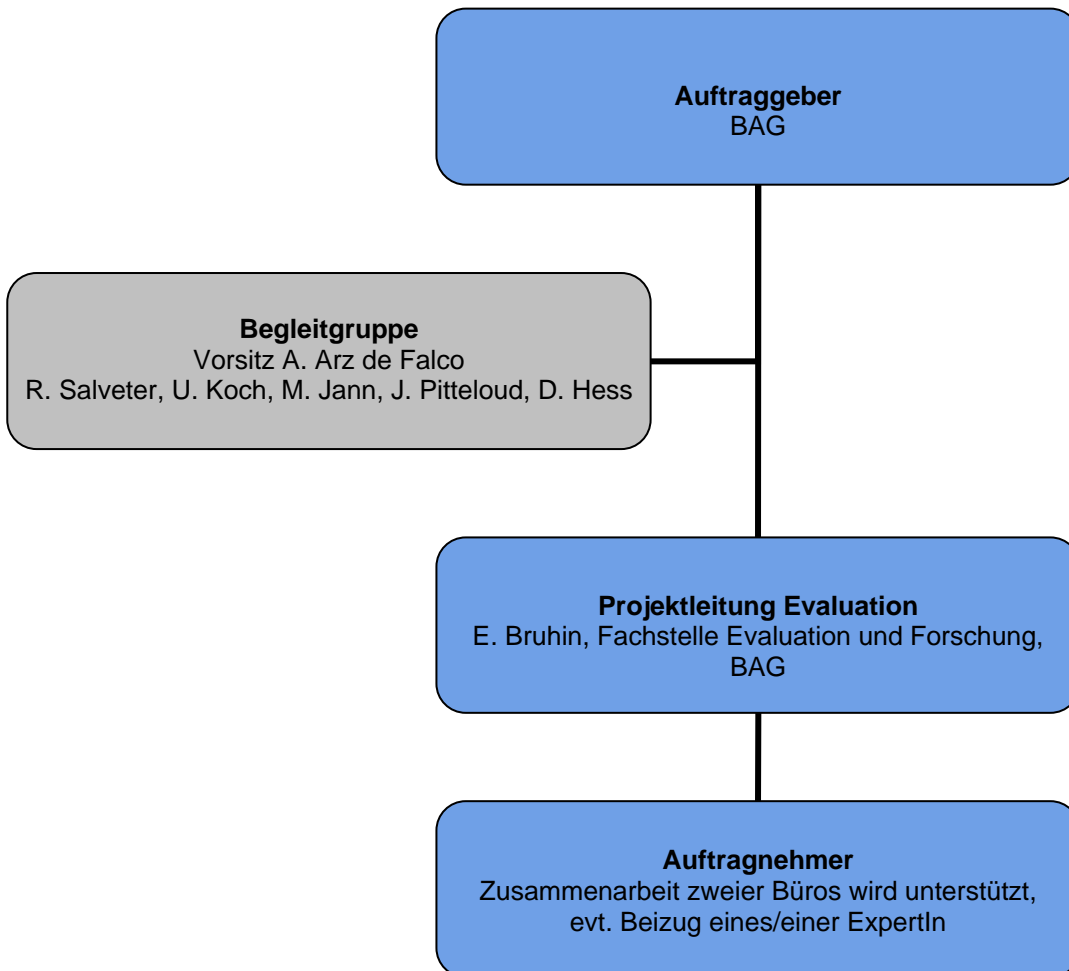 Auftraggeber
BAG
Begleitgruppe
Vorsitz A. Arz de Falco
R. Salveter, U. Koch, M. Jann, J. Pitteloud, D. Hess
Projektleitung Evaluation
E. Bruhin, Fachstelle Evaluation und Forschung,
BAG
Auftragnehmer
Zusammenarbeit zweier Büros wird unterstützt,
evt. Beizug eines/einer ExpertIn